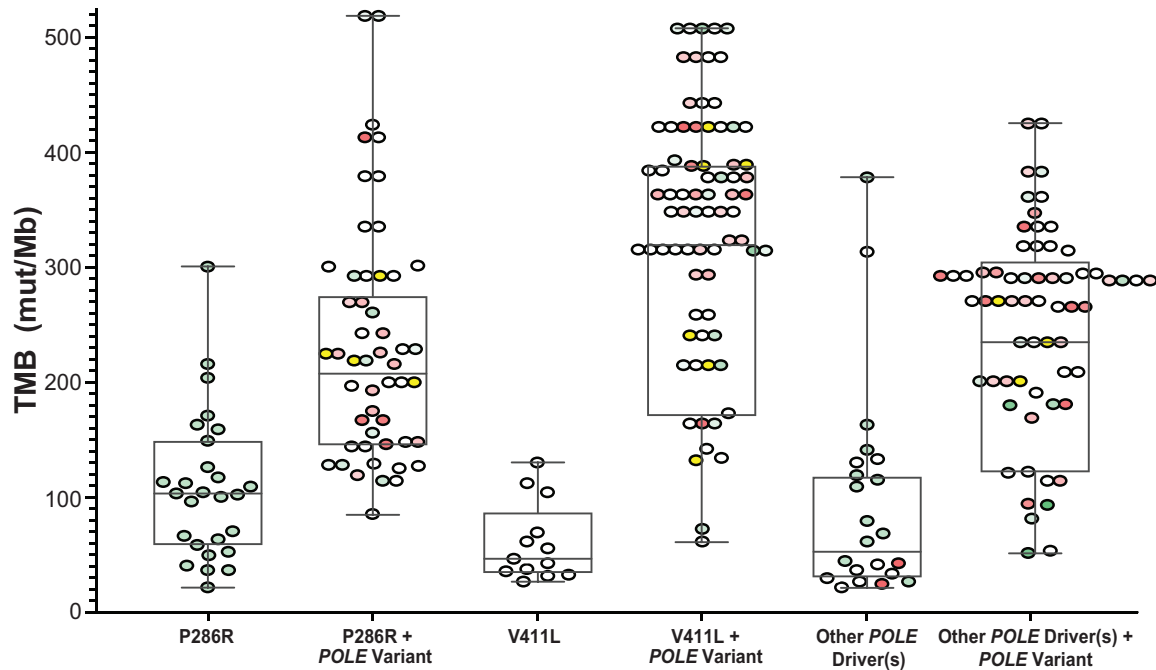 500
400
300
200
100
0
TMB (mut/Mb)
P286R
P286R +
POLE Variant
V411L
V411L +
POLE Variant
Other POLE
Driver(s)
Other POLE Driver(s) +
POLE Variant